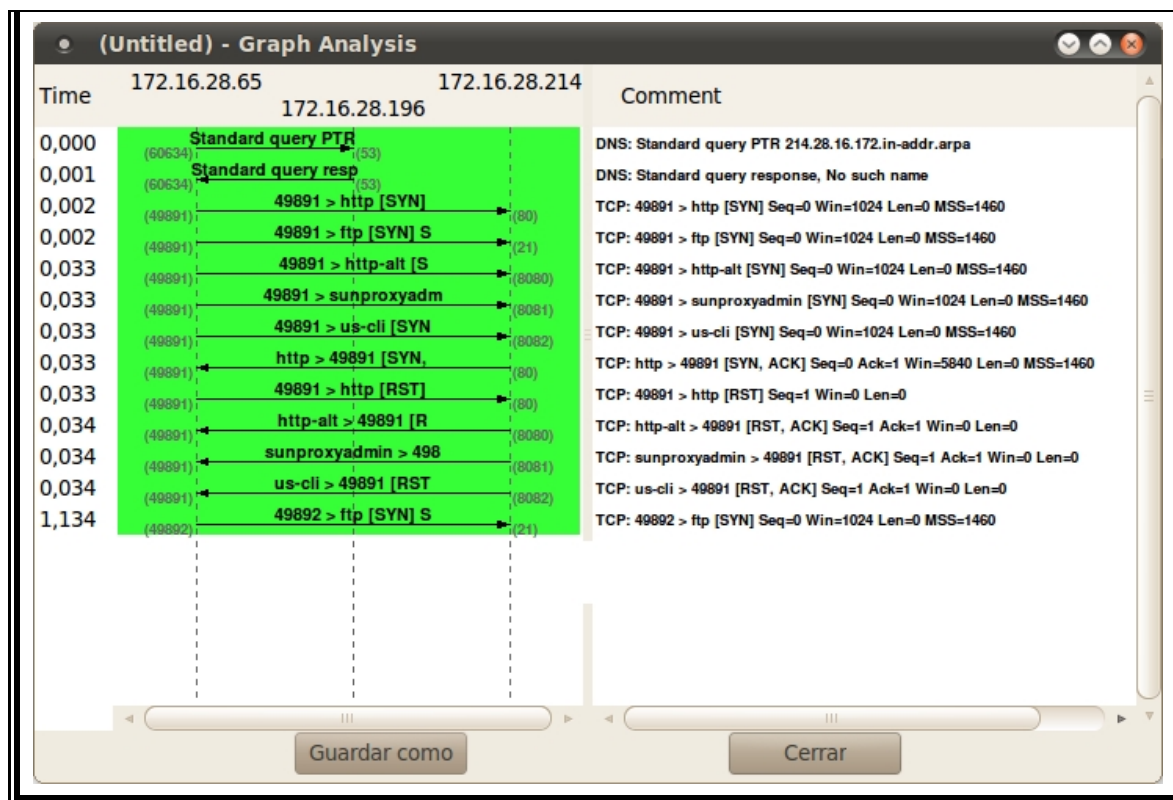 (Untitled) - Graph Analysis
Time 172.16.28.65 172.16.28.214 Comment
172.16.28.196
0,000 Standard query PTR DNS: Standard query PTR 214.28.16.172.in-addr.arpa
(60634) (53)
0,001 Standard query resp DNS: Standard query response, No such name
(60634) (53)
0,002 49891 > http [SYN] TCP: 49891 > http [SYN] Seq=0 Win=1024 Len=0 MSS=1460
(49891) (80)
0,002 49891 > ftp [SYN] S TCP: 49891 > ftp [SYN] Seq=0 Win=1024 Len=0 MSS=1460
(49891) (21)
0,033 49891 > http-alt [S TCP: 49891 > http-alt [SYN] Seq=0 Win=1024 Len=0 MSS=1460
(49891) (8080)
0,033 49891 > sunproxyadm TCP: 49891 > sunproxyadmin [SYN] Seq=0 Win=1024 Len=0 MSS=1460
(49891) (8081)
0,033 49891 > us-cli [SYN TCP: 49891 > us-cli [SYN] Seq=0 Win=1024 Len=0 MSS=1460
(49891) (8082)
0,033 http > 49891 [SYN, TCP: http > 49891 [SYN, ACK] Seq=0 Ack=1 Win=5840 Len=0 MSS=1460
(49891) (80)
0,033 49891 > http [RST] TCP: 49891 > http [RST] Seq=1 Win=0 Len=0
(49891) (80)
0,034 http-alt > 49891 [R TCP: http-alt > 49891 [RST, ACK] Seq=1 Ack=1 Win=0 Len=0
(49891) (8080)
0,034 sunproxyadmin > 498 TCP: sunproxyadmin > 49891 [RST, ACK] Seq=1 Ack=1 Win=0 Len=0
(49891) (8081)
0,034 us-cli > 49891 [RST TCP: us-cli > 49891 [RST, ACK] Seq=1 Ack=1 Win=0 Len=0
(49891) (8082)
1,134 49892 > ftp [SYN] S TCP: 49892 > ftp [SYN] Seq=0 Win=1024 Len=0 MSS=1460
(49892) (21)
Guardar como Cerrar